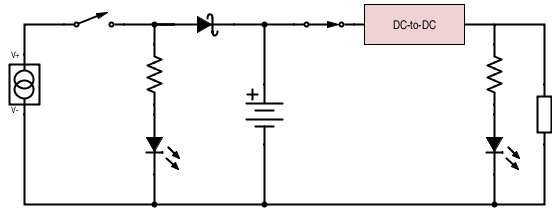 DC-to-DC
V+
+
V-